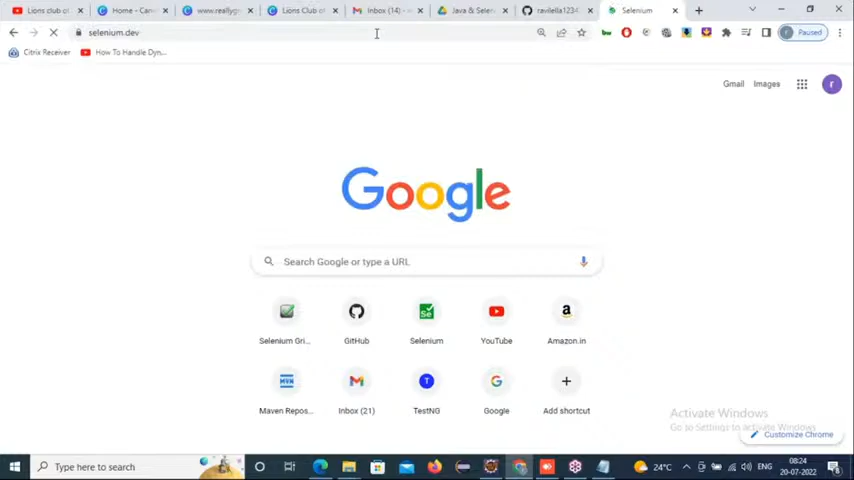 Lions club of
Home - Can
www.reallygr
Lions Club of
Inbox (14) -
Java & Selen
ravilella1234
Selenium
selenium.dev
Paused
Citrix Receiver
How To Handle Dyn...
Gmail
Images
r
Google
Search Google or type a URL
Selenium Gri...
GitHub
Selenium
YouTube
Amazon.in
Maven Repos...
Inbox (21)
TestNG
Google
Add shortcut
Activate Windows
Go to Settings to activate Windows.
Customize Chrome
Type here to search
24°C
ENG
08:24
20-07-2022